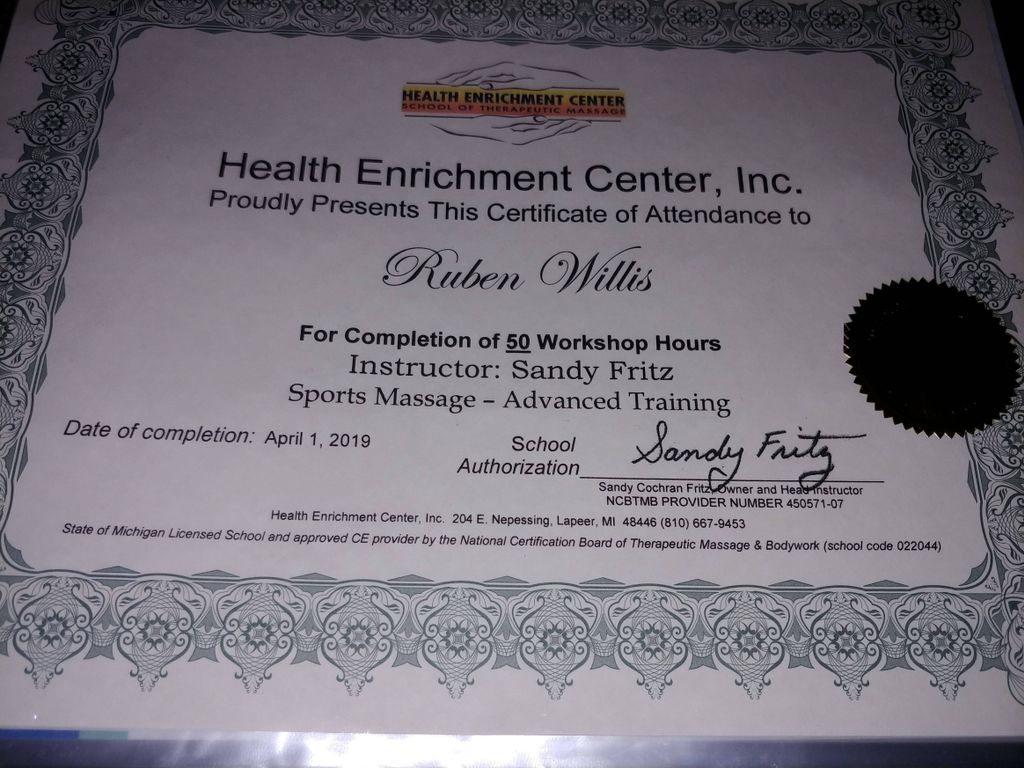 HEALTH ENRICHMENT CENTER
SCHOOL OF THERAPEUTIC MASSAGE
Health Enrichment Center, Inc.
Proudly Presents This Certificate of Attendance to
Ruben Willis
For Completion of 50 Workshop Hours
Instructor: Sandy Fritz
Sports Massage – Advanced Training
Date of completion: April 1, 2019
School Authorization Sandy Fritz
Sandy Cochran Fritz, Owner and Head Instructor
NCBTMB PROVIDER NUMBER 450571-07
Health Enrichment Center, Inc. 204 E. Nepessing, Lapeer, MI 48446 (810) 667-9453
State of Michigan Licensed School and approved CE provider by the National Certification Board of Therapeutic Massage & Bodywork (school code 022044)